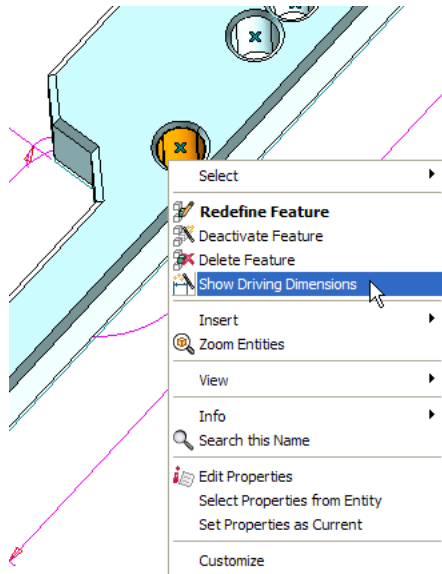 Select
Redefine Feature
Deactivate Feature
Delete Feature
Show Driving Dimensions
Insert
Zoom Entities
View
Info
Search this Name
Edit Properties
Select Properties from Entity
Set Properties as Current
Customize